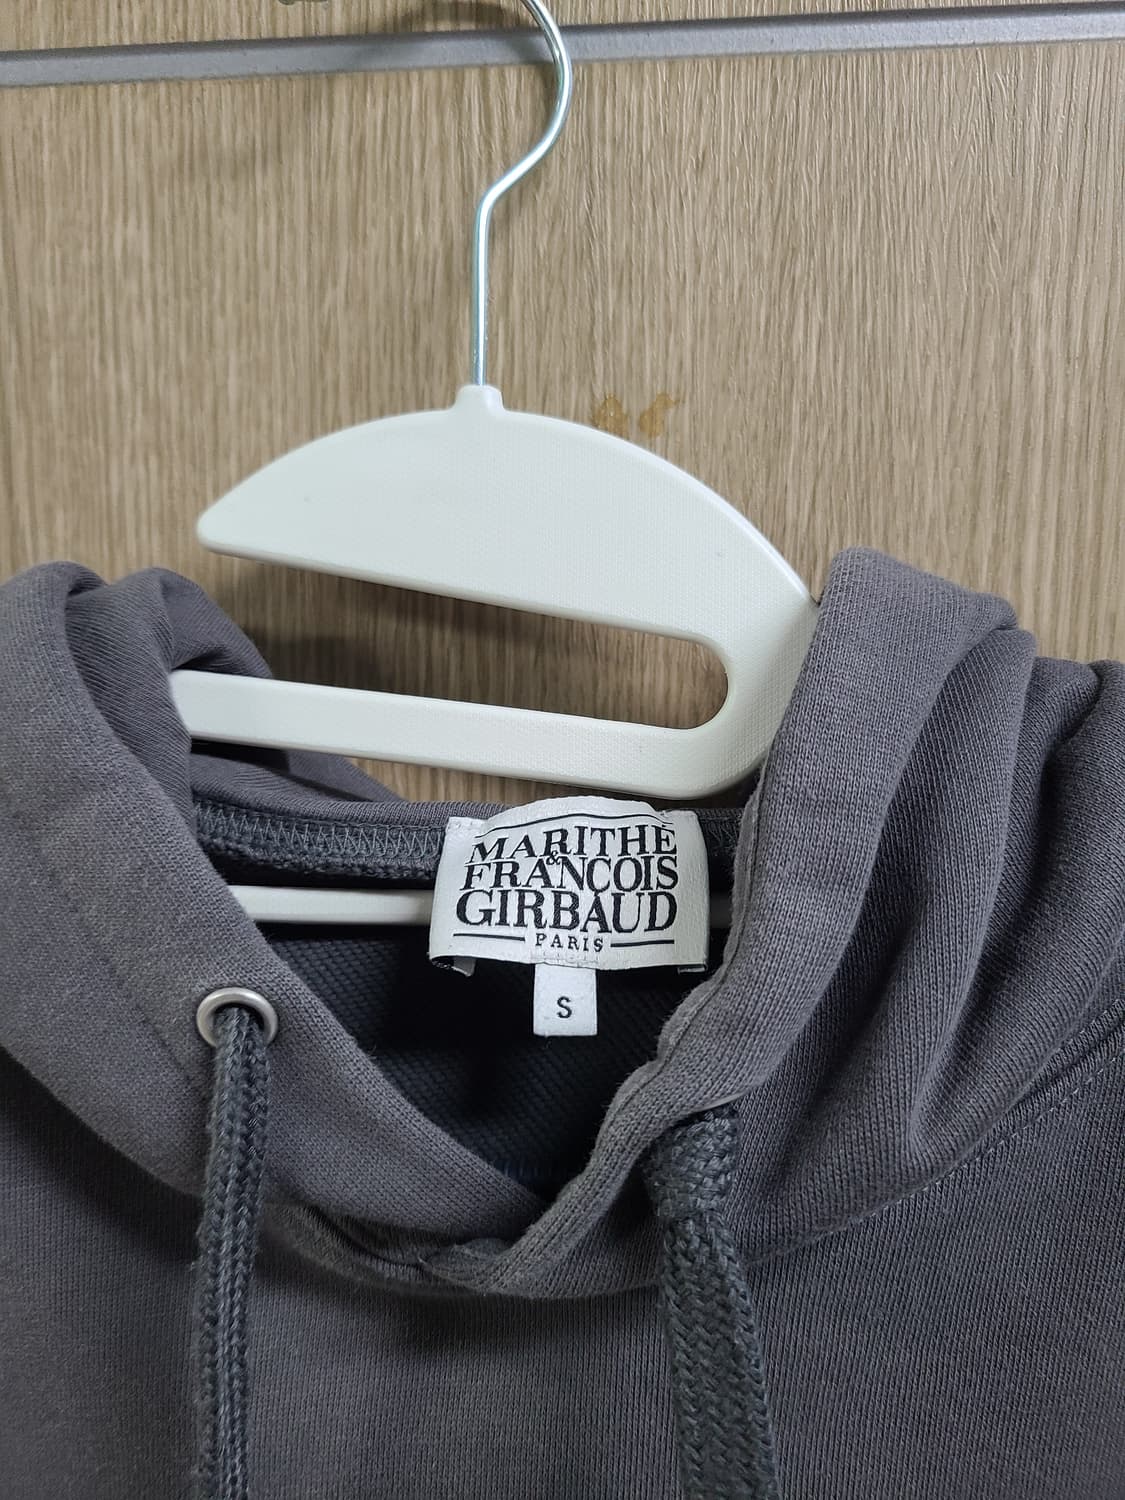 MARITHÉ
& FRANÇOIS
GIRBAUD
PARIS
S